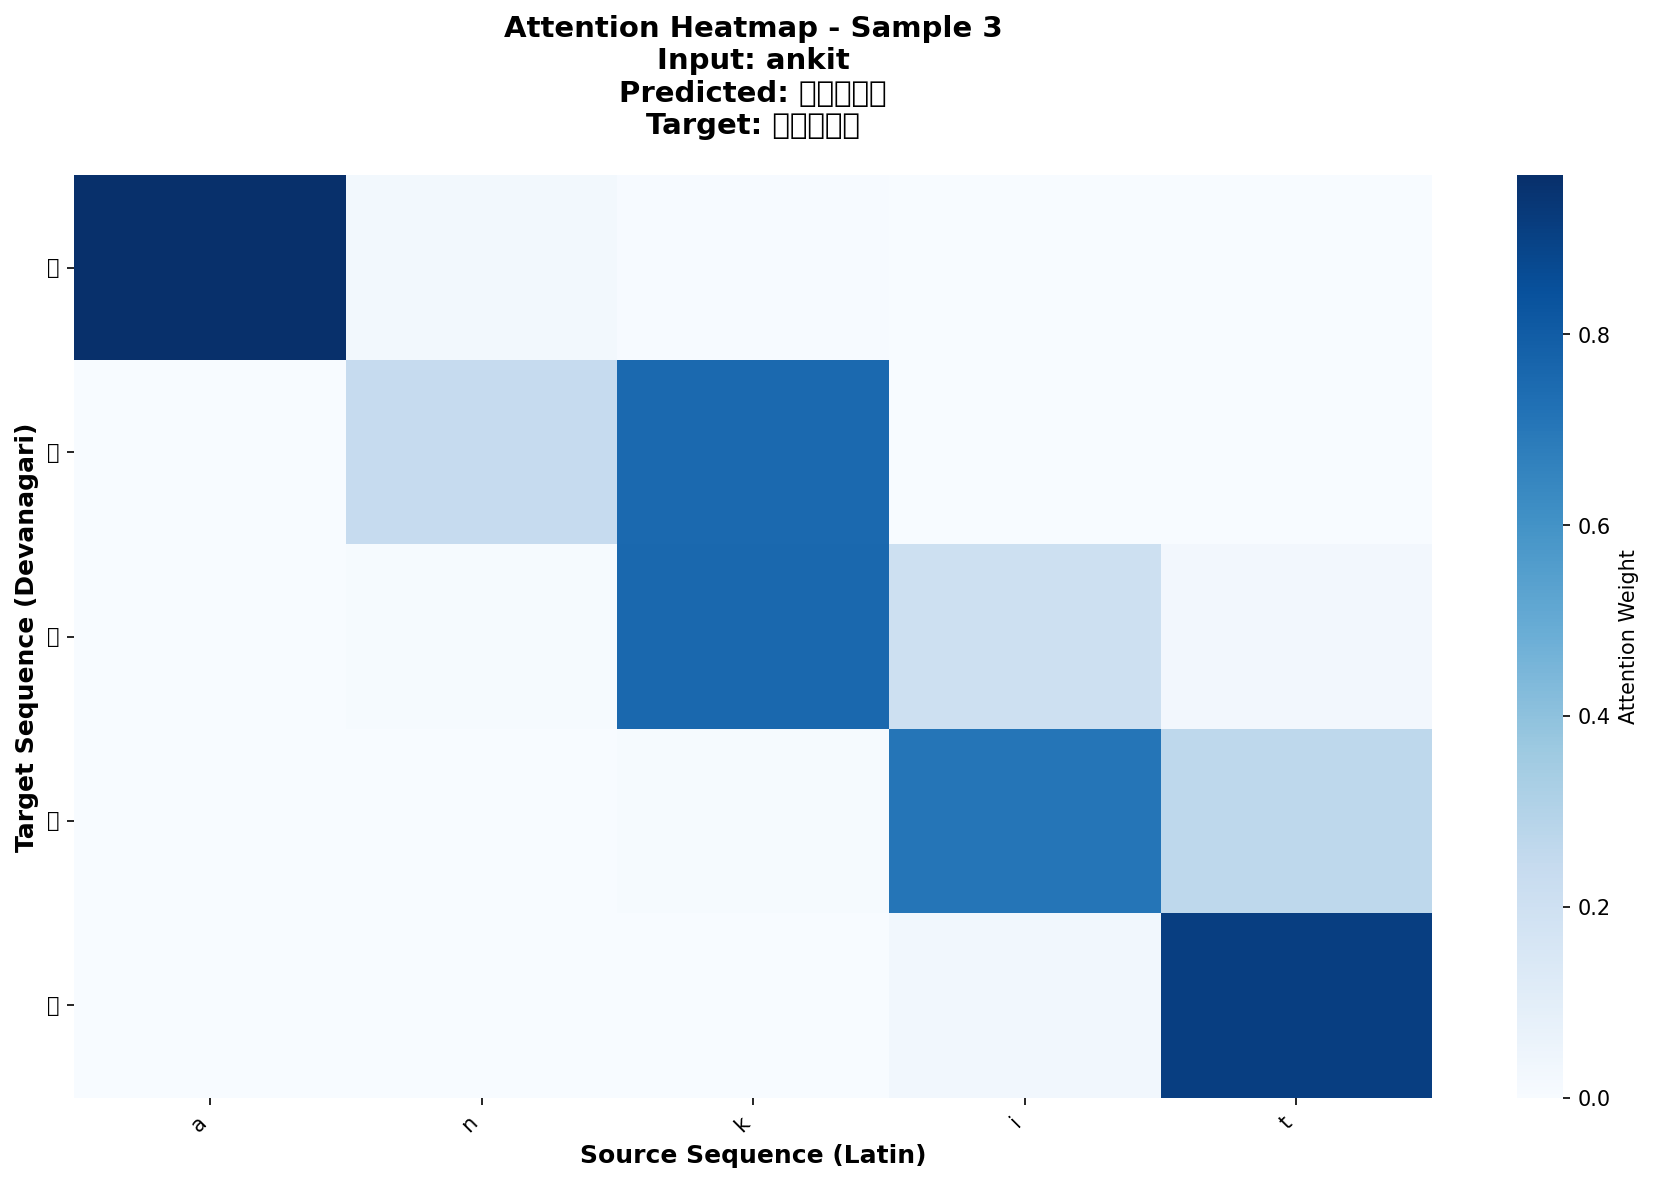 Attention Heatmap - Sample 3
Input: ankit
Predicted:
Target:
Target Sequence (Devanagari)
a
n
k
i
t
Source Sequence (Latin)
0.8
0.6
0.4
0.2
0.0
Attention Weight